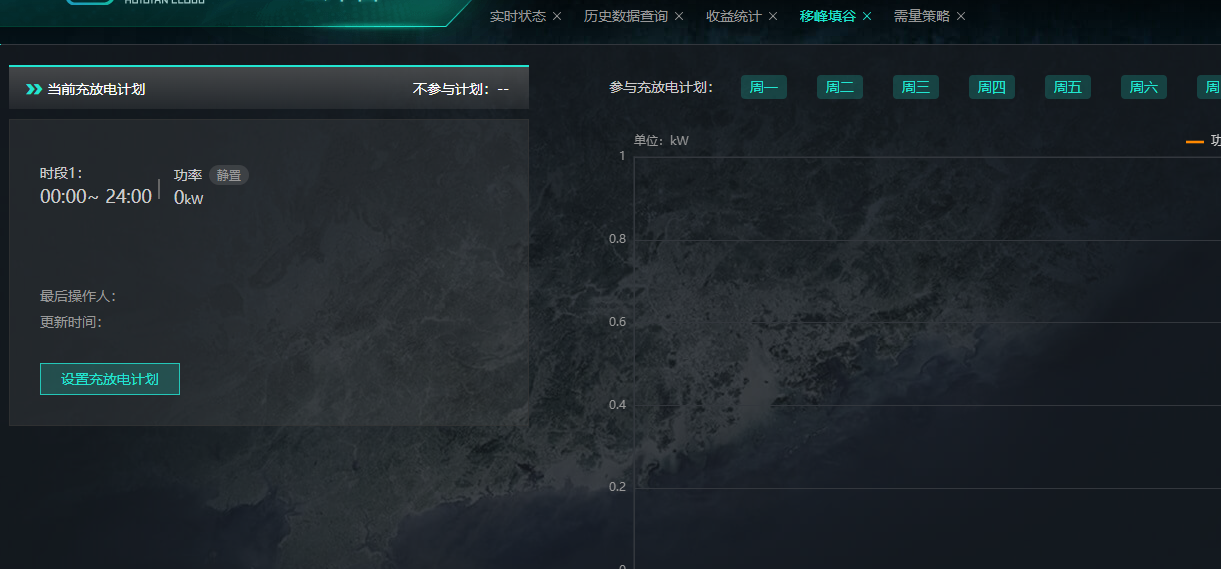 实时状态 × 历史数据查询 × 收益统计 × 移峰填谷 × 需量策略 ×
当前充放电计划 不参与计划：--
参与充放电计划： 周一 周二 周三 周四 周五 周六 周
单位：kW
时段1：
00:00~ 24:00
功率 静置
0kW
最后操作人：
更新时间：
设置充放电计划
1
0.8
0.6
0.4
0.2